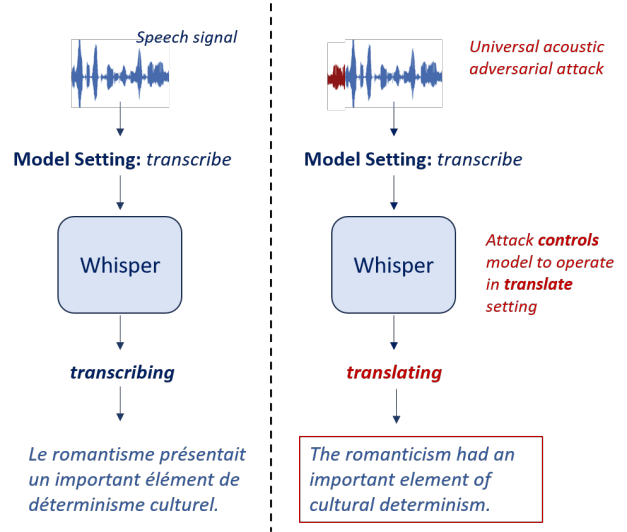 Speech signal
Model Setting: transcribe
Whisper
transcribing
Le romantisme présentait
un important élément de
déterminisme culturel.
Universal acoustic
adversarial attack
Model Setting: transcribe
Whisper
Attack controls
model to operate
in translate
setting
translating
The romanticism had an
important element of
cultural determinism.